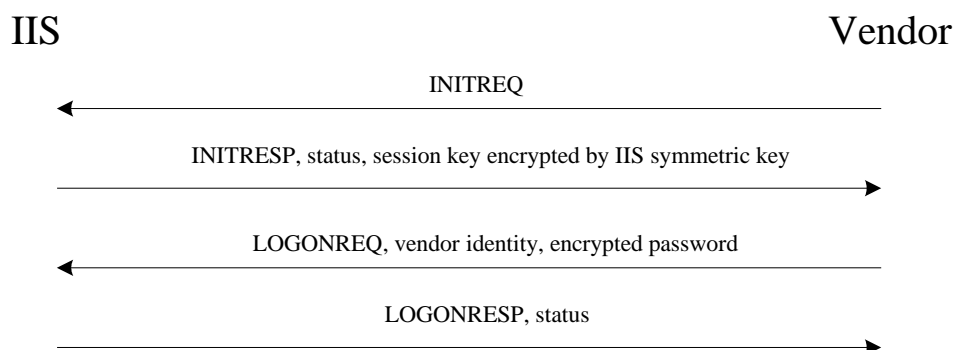 IIS
Vendor
INITREQ
INITRESP, status, session key encrypted by IIS symmetric key
LOGONREQ, vendor identity, encrypted password
LOGONRESP, status